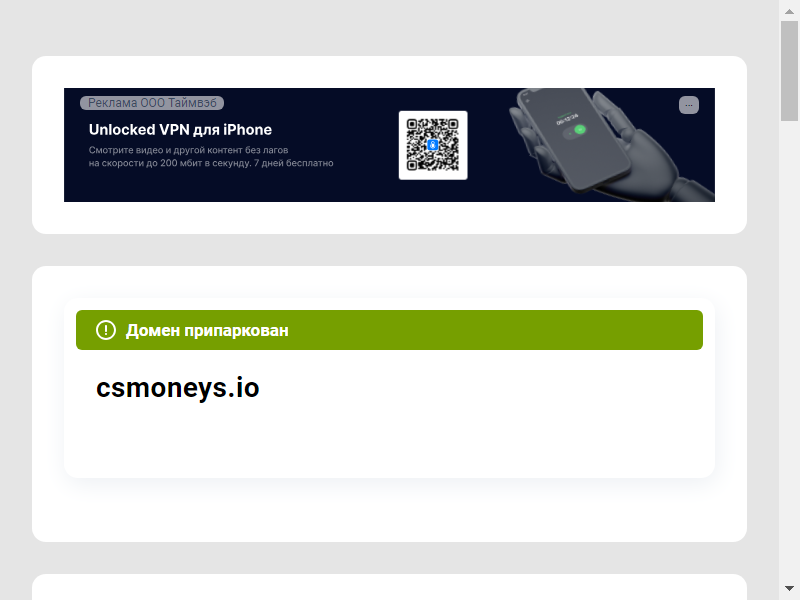 Реклама ООО Таймвэб
Unlocked VPN для iPhone
Смотрите видео и другой контент без лагов
на скорости до 200 мбит в секунду. 7 дней бесплатно
Домен припаркован
csmoneys.io